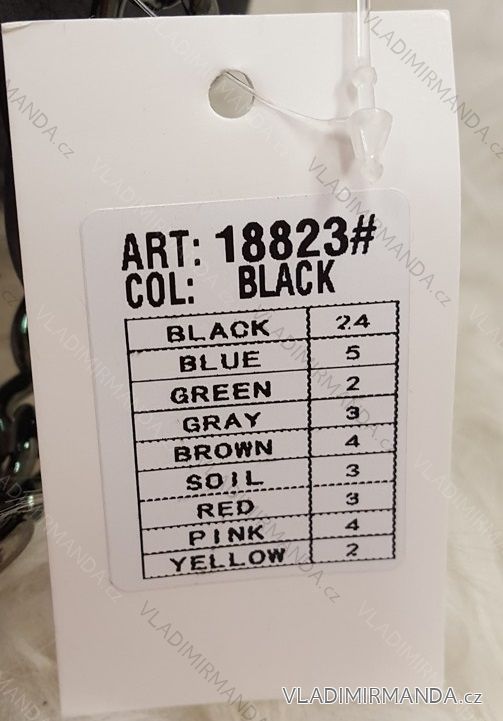 ART: 18823#
COL: BLACK
BLACK 24
BLUE 5
GREEN 2
GRAY 3
BROWN 4
SOIL 3
RED 3
PINK 4
YELLOW 2
VLADIMIRMANDA.cz